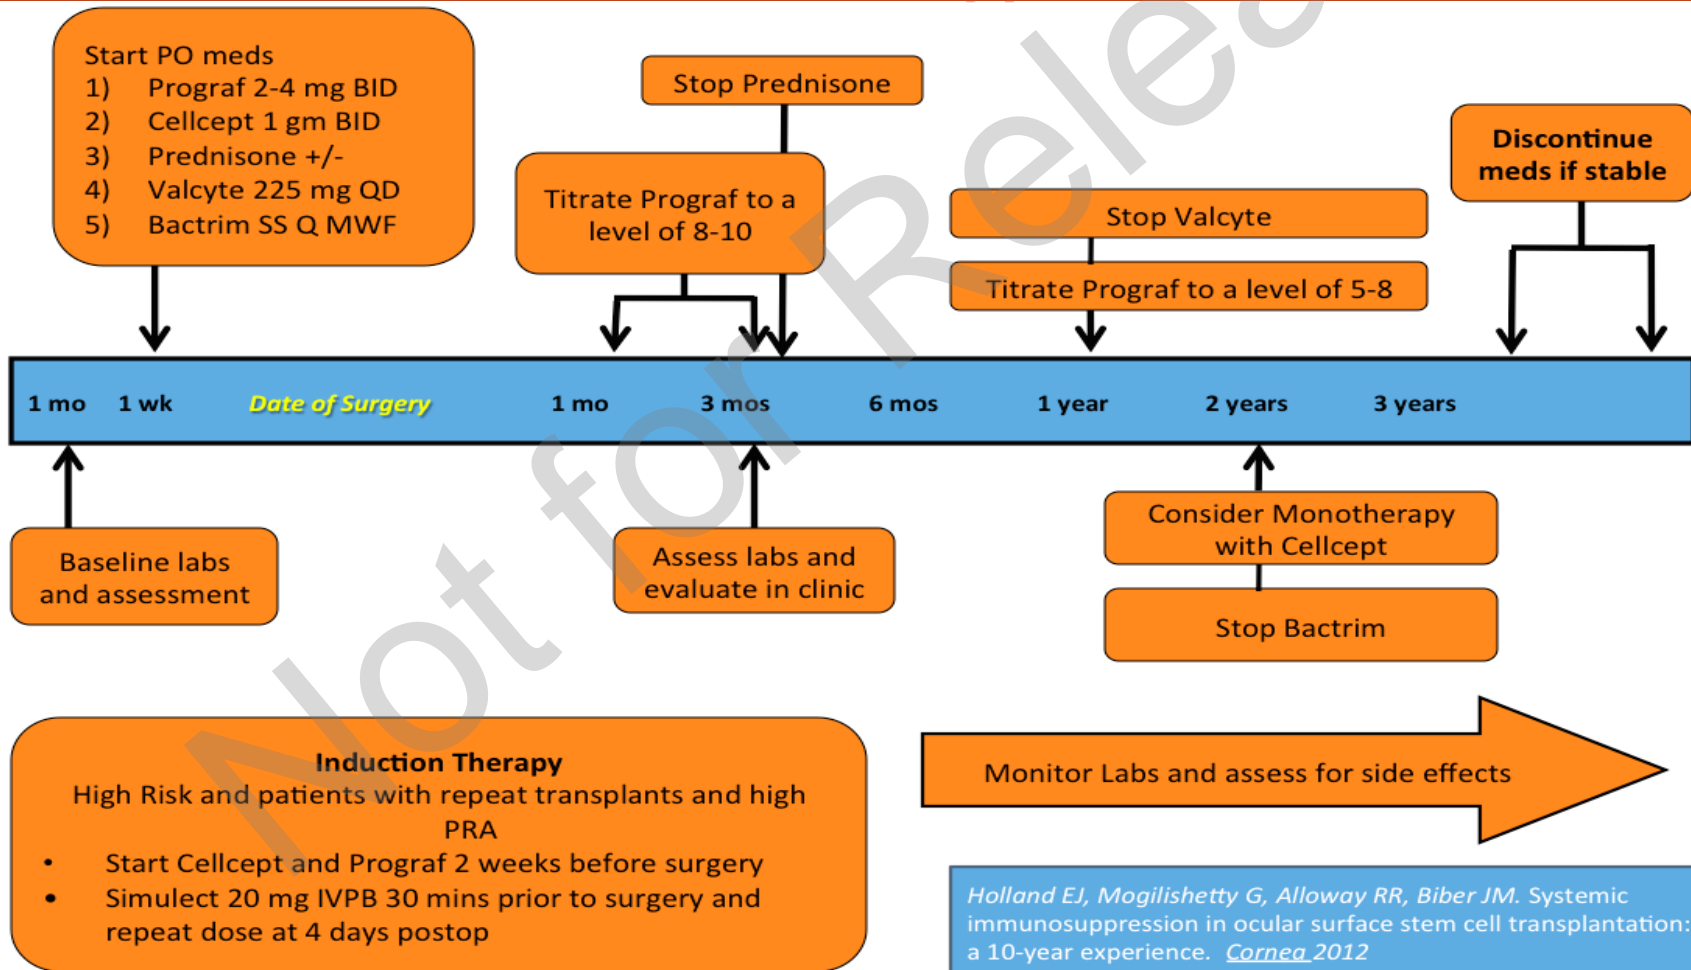 Start PO meds
1) Prograf 2-4 mg BID
2) Cellcept 1 gm BID
3) Prednisone +/-
4) Valcyte 225 mg QD
5) Bactrim SS Q MWF
Stop Prednisone
Titrate Prograf to a
level of 8-10
Stop Valcyte
Titrate Prograf to a level of 5-8
Discontinue
meds if stable
1 mo 1 wk Date of Surgery 1 mo 3 mos 6 mos 1 year 2 years 3 years
Baseline labs
and assessment
Assess labs and
evaluate in clinic
Consider Monotherapy
with Cellcept
Stop Bactrim
Induction Therapy
High Risk and patients with repeat transplants and high
PRA
• Start Cellcept and Prograf 2 weeks before surgery
• Simulect 20 mg IVPB 30 mins prior to surgery and
repeat dose at 4 days postop
Monitor Labs and assess for side effects
Holland EJ, Mogilishetty G, Alloway RR, Biber JM. Systemic
immunosuppression in ocular surface stem cell transplantation:
a 10-year experience. Cornea 2012
Not for Relea